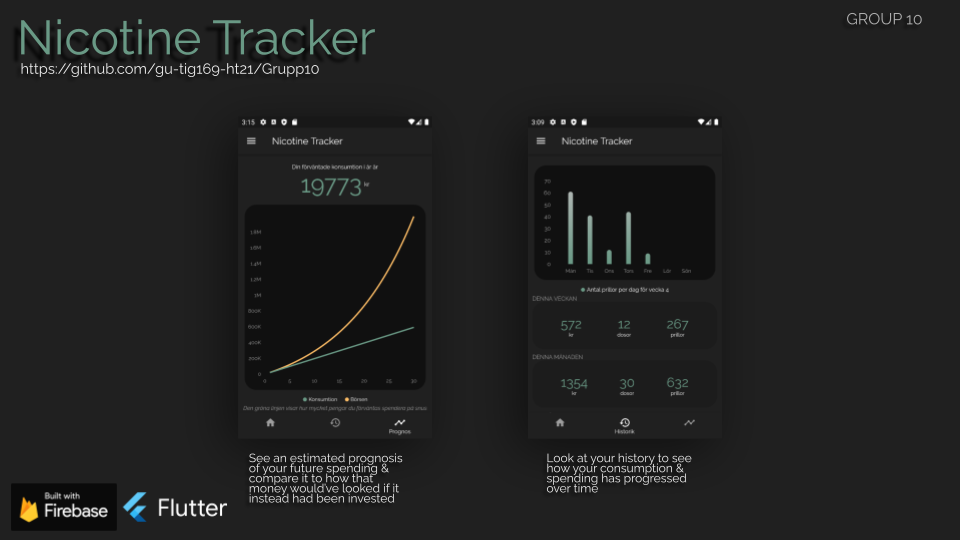 Nicotine Tracker
GROUP 10
https://github.com/gu-tig169-ht21/Grupp10
3:15
Nicotine Tracker
Din förväntade konsumtion i år är
19773 kr
1.8M
1.6M
1.4M
1.2M
1M
800K
600K
400K
200K
0
0 5 10 15 20 25 30
Konsumtion Börsen
Den gröna linjen visar hur mycket pengar du förväntas spendera på snus
Prognos
See an estimated prognosis
of your future spending &
compare it to how that
money would've looked if it
instead had been invested
3:09
Nicotine Tracker
70
60
50
40
30
20
10
0
Mån Tis Ons Tors Fre Lör Sön
Antal prillor per dag för vecka 4
DENNA VECKAN
572 12 267
kr dosor prillor
DENNA MÅNADEN
1354 30 632
kr dosor prillor
Historik
Look at your history to see
how your consumption &
spending has progressed
over time
Built with
Firebase
Flutter